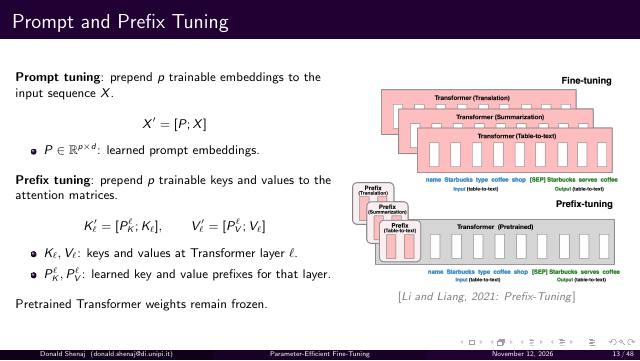 Prompt and Prefix Tuning
Prompt tuning: prepend p trainable embeddings to the
input sequence X.
X′ = [P; X]
P ∈ ℝ^{p×d}: learned prompt embeddings.
Prefix tuning: prepend p trainable keys and values to the
attention matrices.
K′_ℓ = [P^ℓ_K; K_ℓ], V′_ℓ = [P^ℓ_V; V_ℓ]
K_ℓ, V_ℓ: keys and values at Transformer layer ℓ.
P^ℓ_K, P^ℓ_V: learned key and value prefixes for that layer.
Pretrained Transformer weights remain frozen.
Fine-tuning
Transformer (Translation)
Transformer (Summarization)
Transformer (Table-to-text)
name Starbucks type coffee shop [SEP] Starbucks serves coffee
Input (table-to-text) Output (table-to-text)
Prefix-tuning
Prefix
(Translation)
Prefix
(Summarization)
Prefix
(Table-to-text)
Transformer (Pretrained)
name Starbucks type coffee shop [SEP] Starbucks serves coffee
Input (table-to-text) Output (table-to-text)
[Li and Liang, 2021: Prefix-Tuning]
Donald Shenaj (donald.shenaj@di.unipi.it) Parameter-Efficient Fine-Tuning November 12, 2026 13 / 48